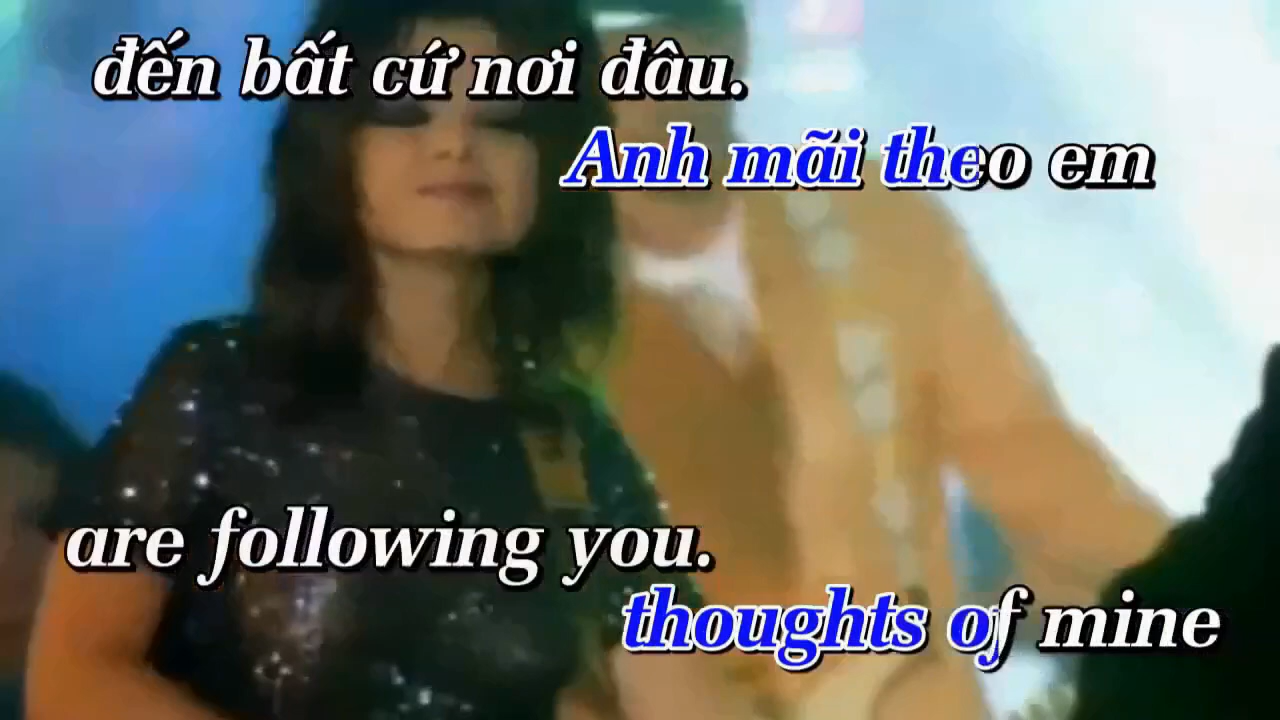 đến bất cứ nơi đâu.
Anh mãi theo em
are following you.
thoughts of mine